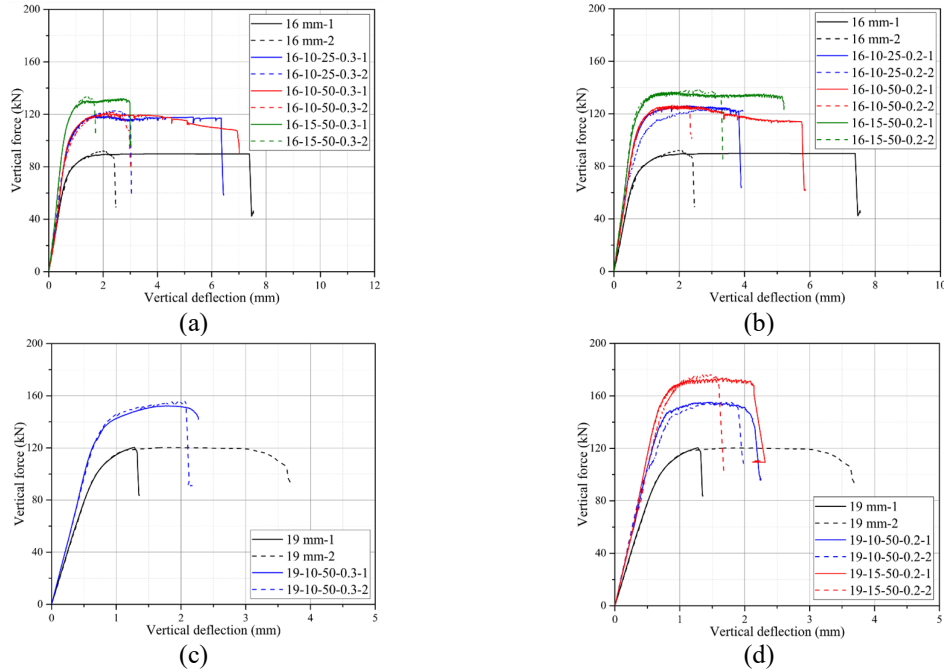 200
160
120
80
40
0
Vertical force (kN)
16 mm-1
16 mm-2
16-10-25-0.3-1
16-10-25-0.3-2
16-10-50-0.3-1
16-10-50-0.3-2
16-15-50-0.3-1
16-15-50-0.3-2
0 2 4 6 8 10 12
Vertical deflection (mm)
(a)
200
160
120
80
40
0
Vertical force (kN)
16 mm-1
16 mm-2
16-10-25-0.2-1
16-10-25-0.2-2
16-10-50-0.2-1
16-10-50-0.2-2
16-15-50-0.2-1
16-15-50-0.2-2
0 2 4 6 8 10
Vertical deflection (mm)
(b)
200
160
120
80
40
0
Vertical force (kN)
19 mm-1
19 mm-2
19-10-50-0.3-1
19-10-50-0.3-2
0 1 2 3 4 5
Vertical deflection (mm)
(c)
200
160
120
80
40
0
Vertical force (kN)
19 mm-1
19 mm-2
19-10-50-0.2-1
19-10-50-0.2-2
19-15-50-0.2-1
19-15-50-0.2-2
0 1 2 3 4 5
Vertical deflection (mm)
(d)